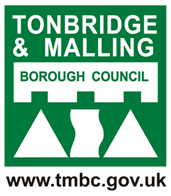 TONBRIDGE
& MALLING
BOROUGH COUNCIL
www.tmbc.gov.uk